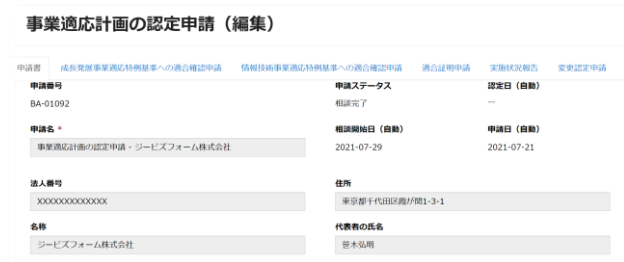 事業適応計画の認定申請（編集）
申請書 成長発展事業適応特例基準への適合確認申請 情報技術事業適応特例基準への適合確認申請 適合証明申請 実施状況報告 変更認定申請
申請番号 申請ステータス 認定日（自動）
BA-01092 相談完了 —
申請名 * 相談開始日（自動） 申請日（自動）
事業適応計画の認定申請 - ジービズフォーム株式会社 2021-07-29 2021-07-21
法人番号 住所
XXXXXXXXXXXXX 東京都千代田区霞が関1-3-1
名称 代表者の氏名
ジービズフォーム株式会社 笹木弘明